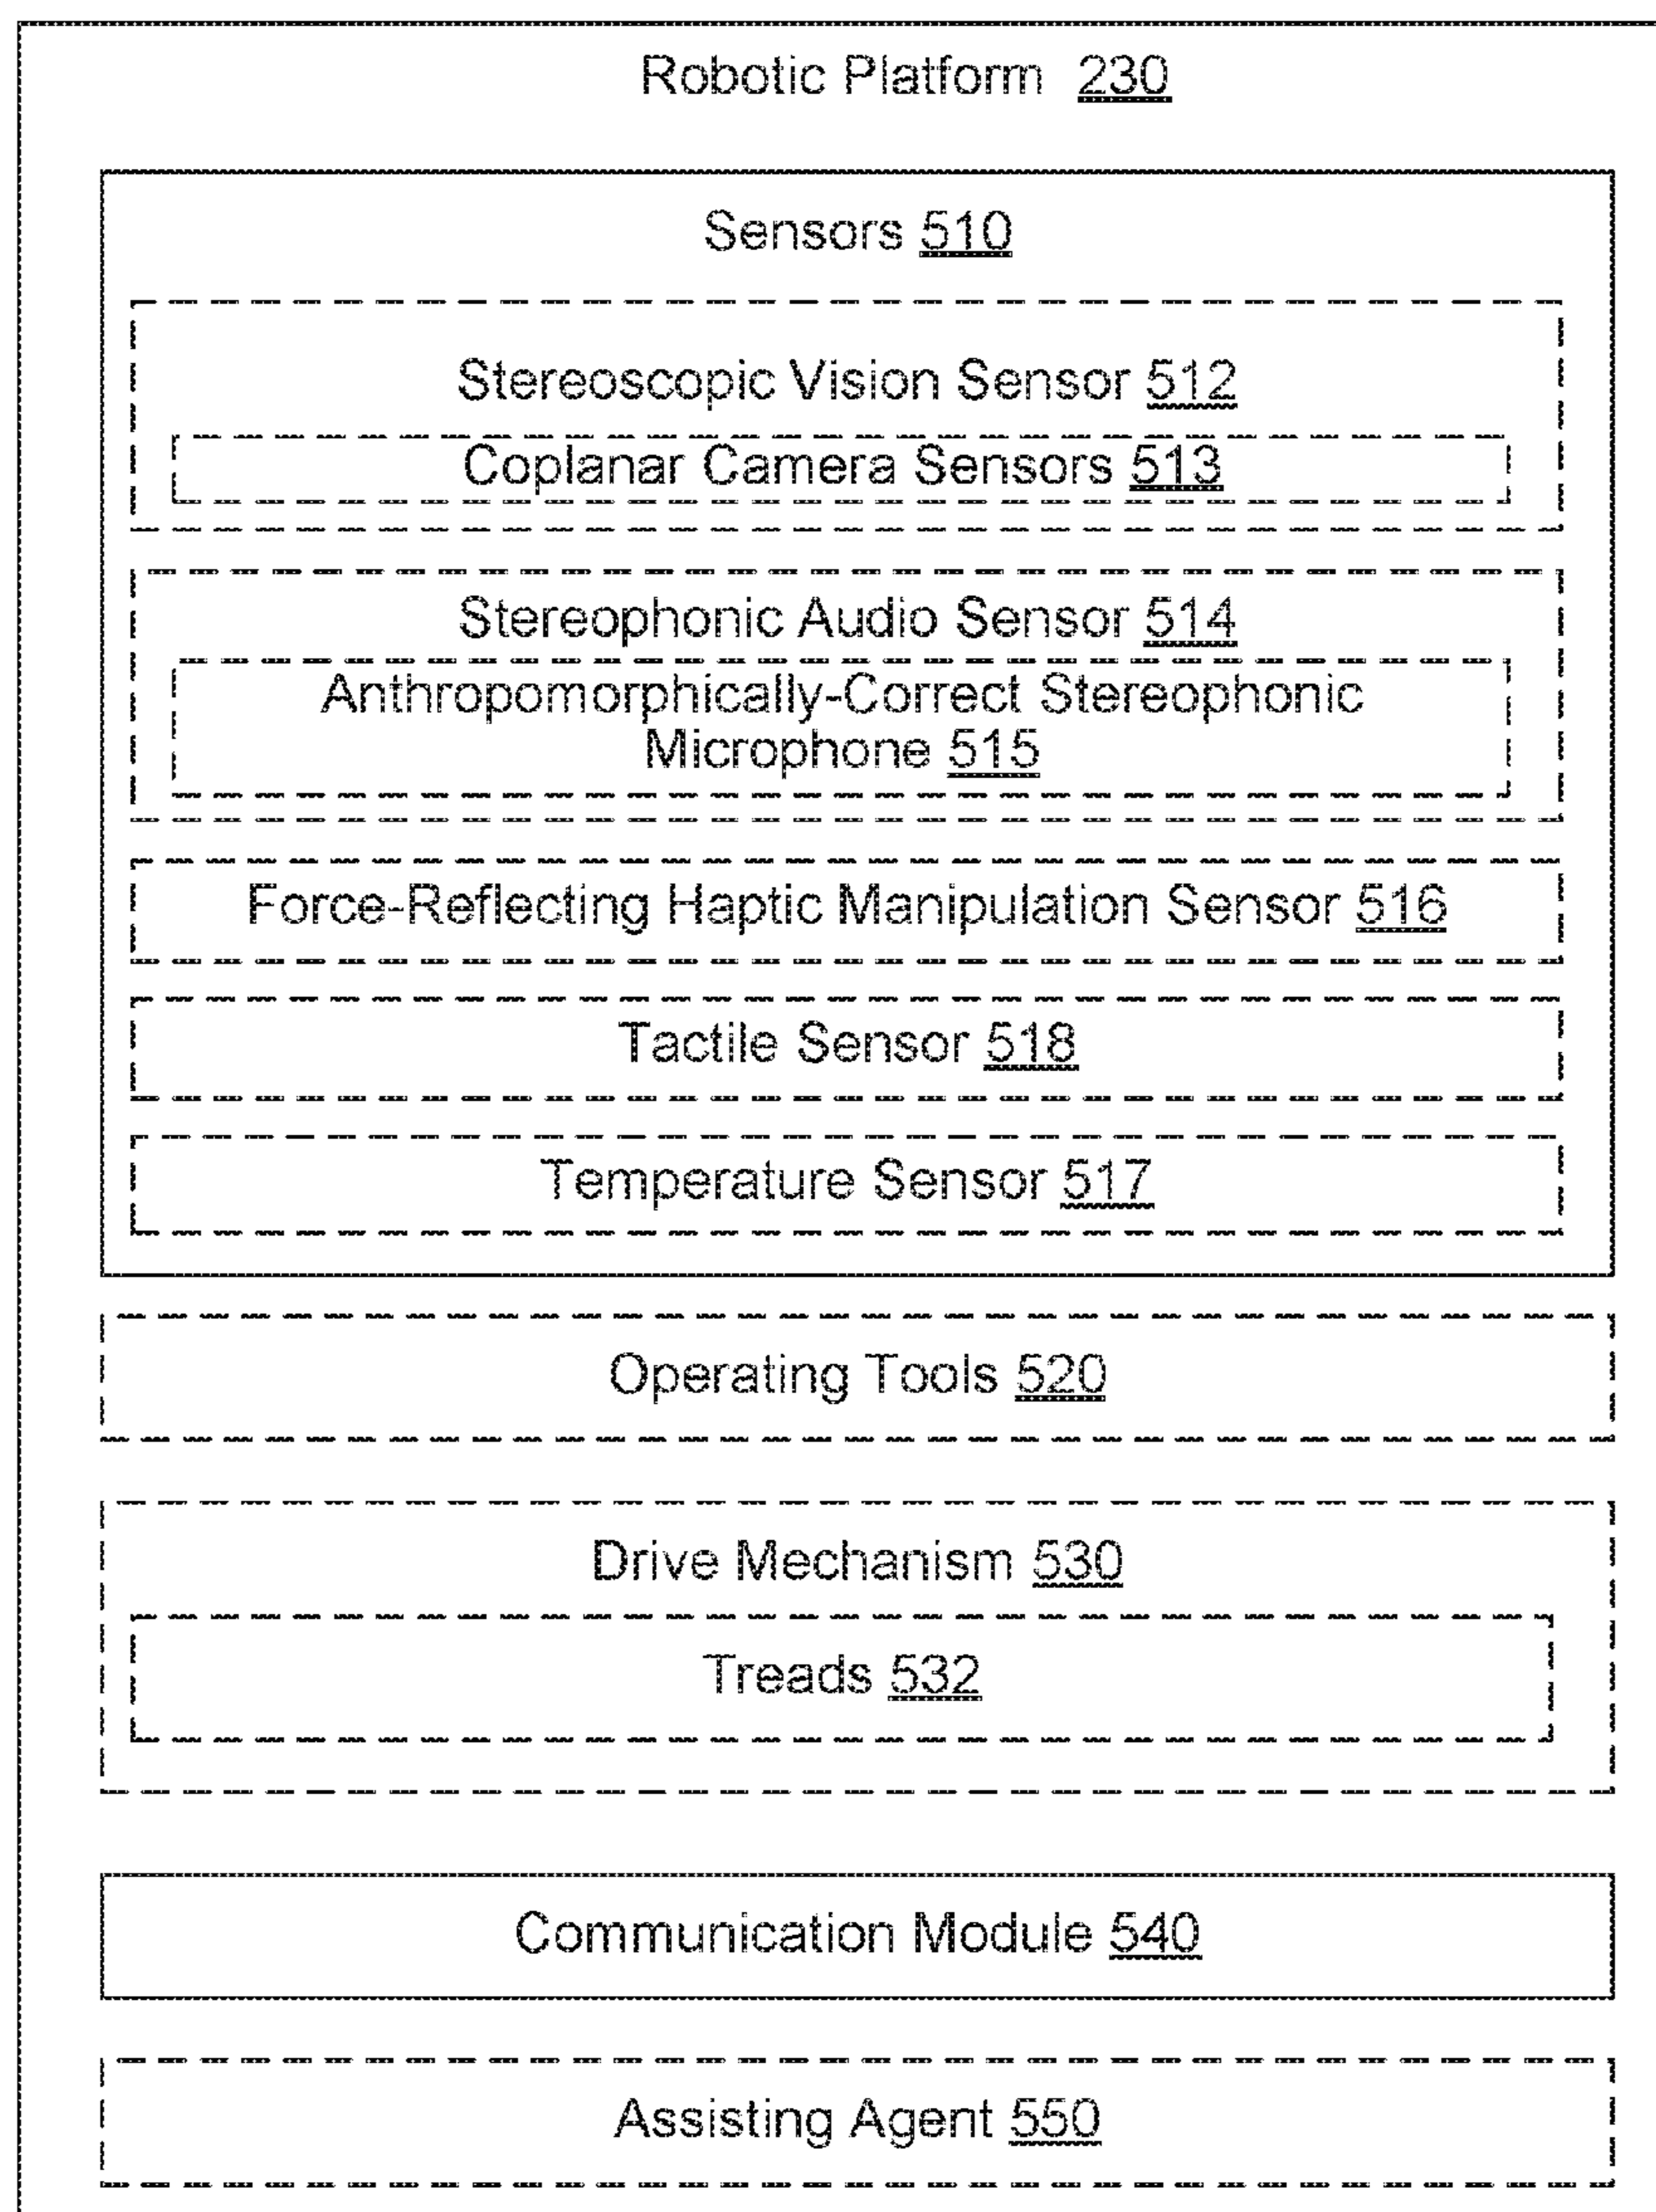 Robotic Platform 230
Sensors 510
Stereoscopic Vision Sensor 512
Coplanar Camera Sensors 513
Stereophonic Audio Sensor 514
Anthropomorphically-Correct Stereophonic
Microphone 515
Force-Reflecting Haptic Manipulation Sensor 516
Tactile Sensor 518
Temperature Sensor 517
Operating Tools 520
Drive Mechanism 530
Treads 532
Communication Module 540
Assisting Agent 550